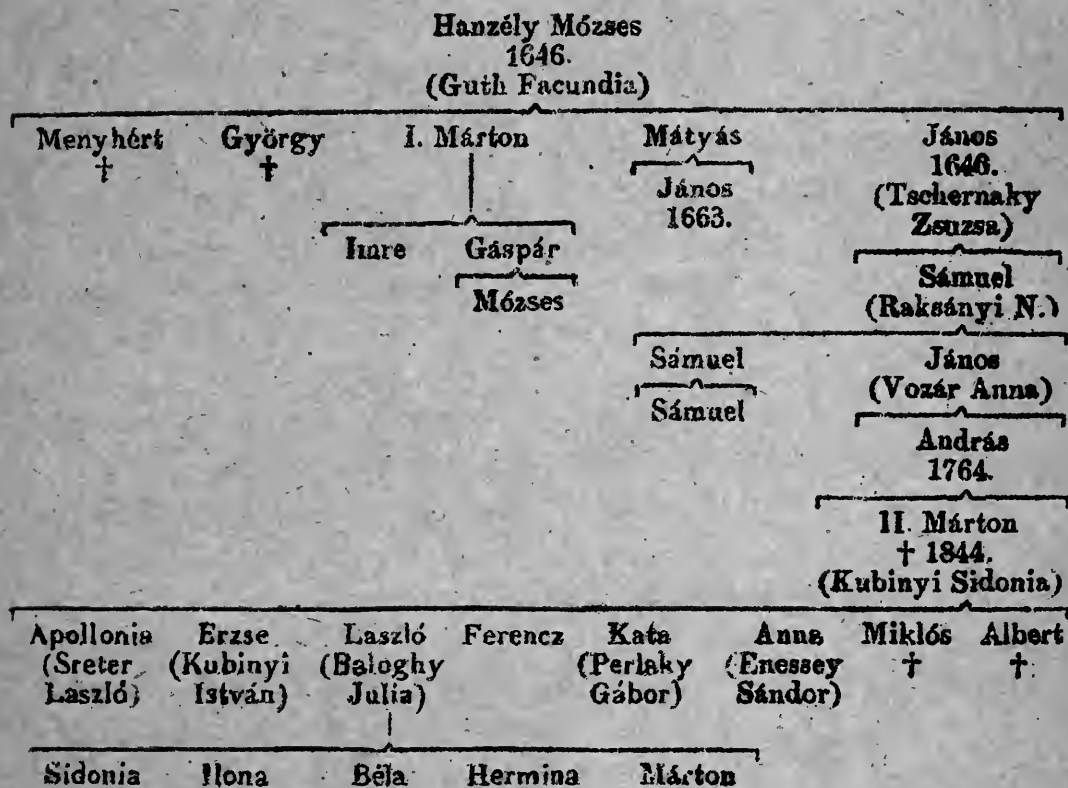 Hanzély Mózses
1646.
(Guth Facundia)
Menyhért György I. Márton Mátyás János
† † János 1646.
1663. (Tschernaky
Zsuzsa)
Imre Gáspár Sámuel
Mózses (Raksányi N.)
Sámuel János
Sámuel (Vozár Anna)
András
1764.
II. Márton
† 1844.
(Kubinyi Sidonia)
Apollonia Erzse Laszló Ferencz Kata Anna Miklós Albert
(Sreter (Kubinyi (Baloghy (Perlaky (Enessey † †
Laszló) István) Julia) Gábor) Sándor)
Sidonia Ilona Béla Hermina Márton